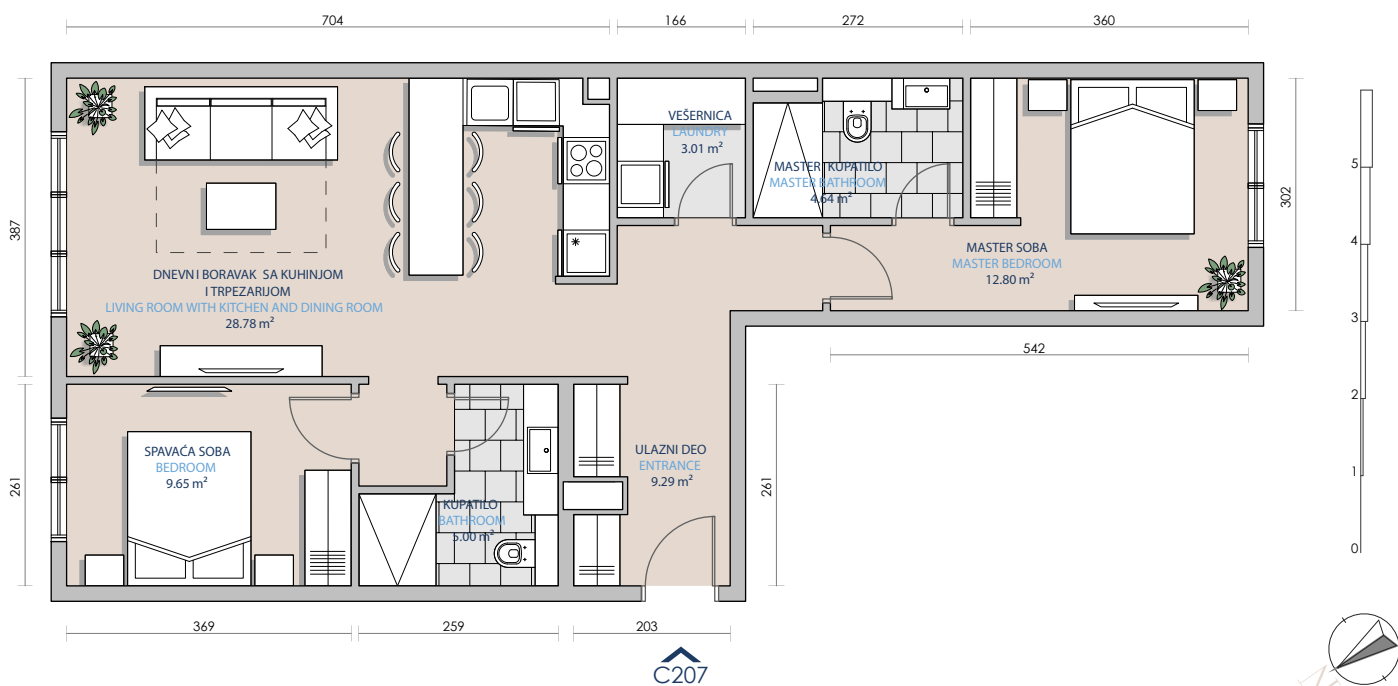 704
166
272
360
387
302
VEŠERNICA
LAUNDRY
3.01 m²
MASTER KUPATILO
MASTER BATHROOM
4.64 m²
DNEVNI BORAVAK SA KUHINJOM
I TRPEZARIJOM
LIVING ROOM WITH KITCHEN AND DINING ROOM
28.78 m²
MASTER SOBA
MASTER BEDROOM
12.80 m²
5
4
3
2
1
0
542
261
SPAVAĆA SOBA
BEDROOM
9.65 m²
KUPATILO
BATHROOM
5.00 m²
ULAZNI DEO
ENTRANCE
9.29 m²
261
369
259
203
C207